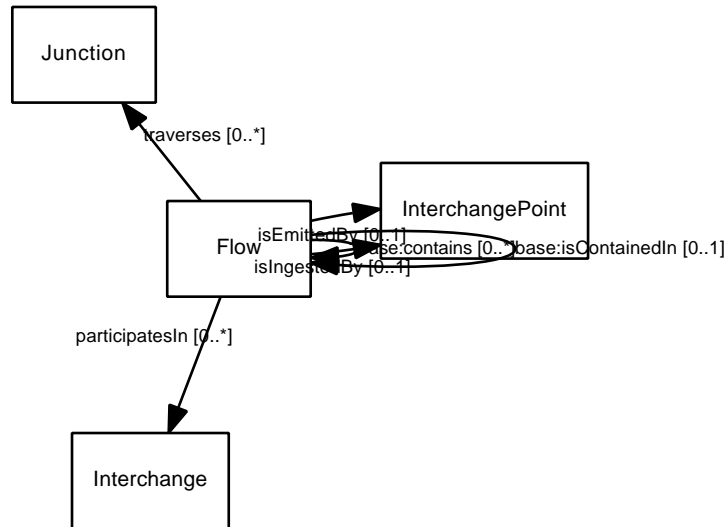 Junction
traverses [0..*]
InterchangePoint
isEmittedBy [0..1]
Flow
base:contains [0..*]
base:isContainedIn [0..1]
isIngestedBy [0..1]
participatesIn [0..*]
Interchange